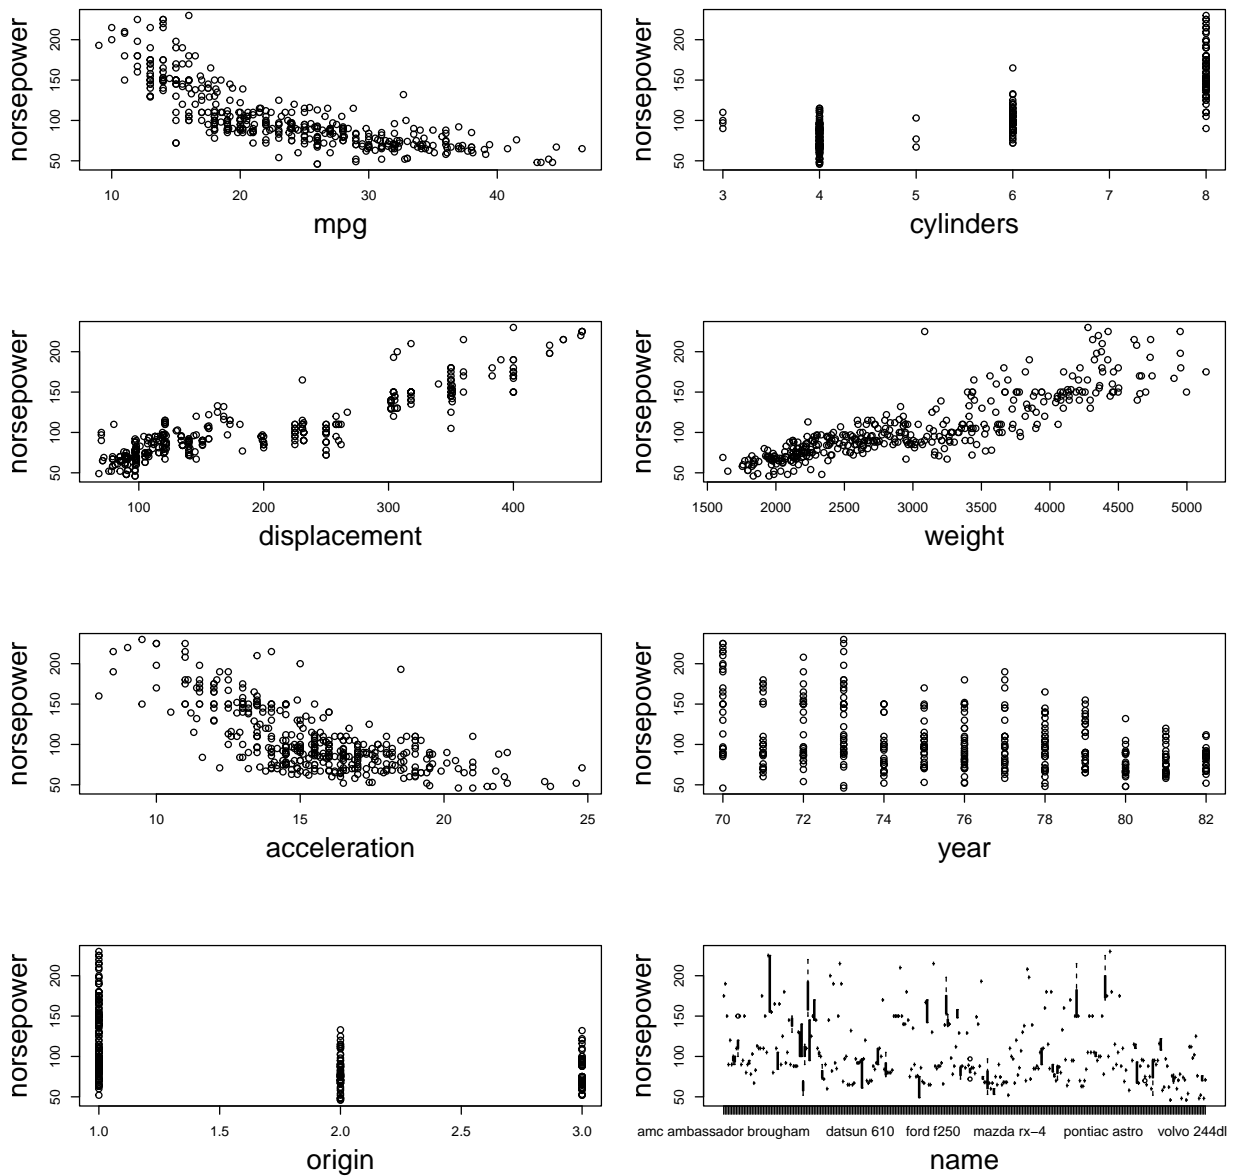 norsepower
50 100 150 200
10 20 30 40
mpg
norsepower
50 100 150 200
3 4 5 6 7 8
cylinders
norsepower
50 100 150 200
100 200 300 400
displacement
norsepower
50 100 150 200
1500 2000 2500 3000 3500 4000 4500 5000
weight
norsepower
50 100 150 200
10 15 20 25
acceleration
norsepower
50 100 150 200
70 72 74 76 78 80 82
year
norsepower
50 100 150 200
1.0 1.5 2.0 2.5 3.0
origin
norsepower
50 100 150 200
amc ambassador brougham datsun 610 ford f250 mazda rx−4 pontiac astro volvo 244dl
name